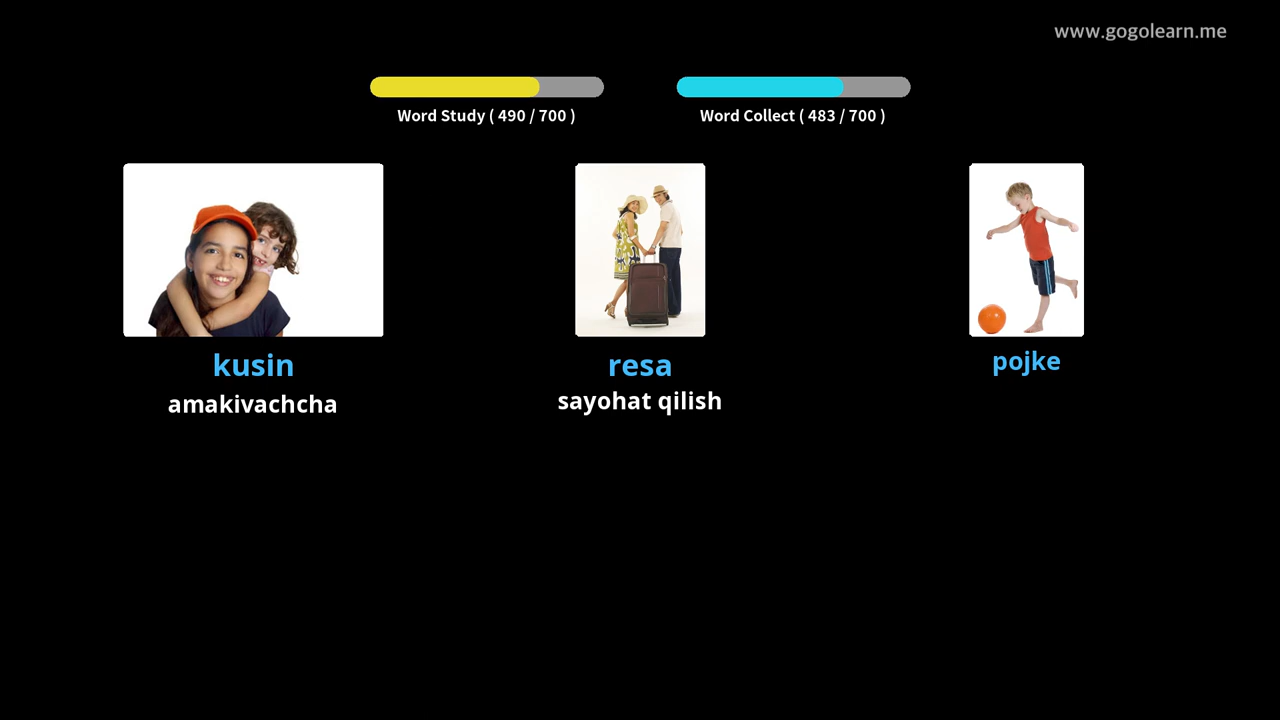 www.gogolearn.me
Word Study ( 490 / 700 )
Word Collect ( 483 / 700 )
kusin
resa
pojke
amakivachcha
sayohat qilish